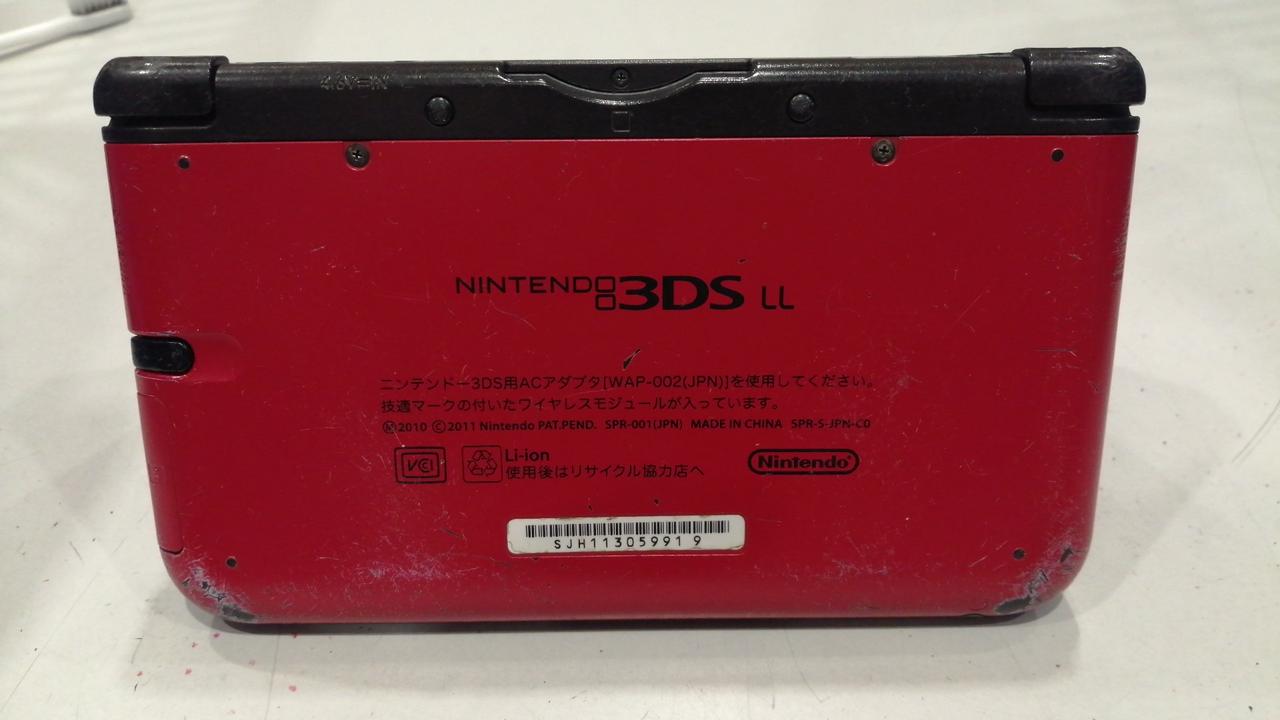 4.6V⎓IN
NINTENDO 3DS LL
ニンテンドー3DS用ACアダプタ[WAP-002(JPN)]を使用してください。
技適マークの付いたワイヤレスモジュールが入っています。
Ⓜ2010 ©2011 Nintendo PAT.PEND. SPR-001(JPN) MADE IN CHINA SPR-S-JPN-C0
VCI
Li-ion
使用後はリサイクル協力店へ
Nintendo
SJH11305991 9